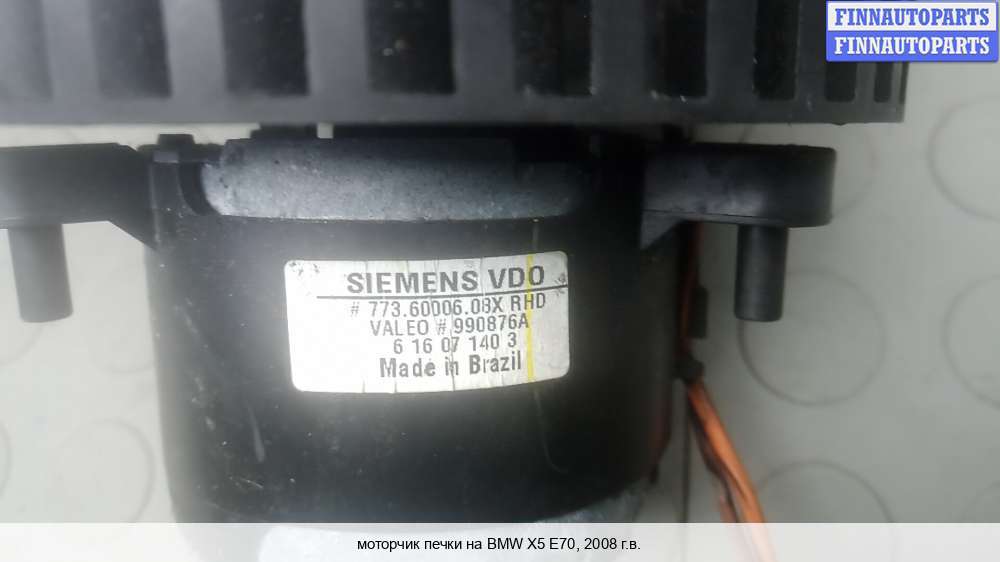 FINNAUTOPARTS
FINNAUTOPARTS
SIEMENS VDO
# 773.60006.08X RHD
VALEO # 990876A
6 16 07 140 3
Made in Brazil
моторчик печки на BMW X5 E70, 2008 г.в.